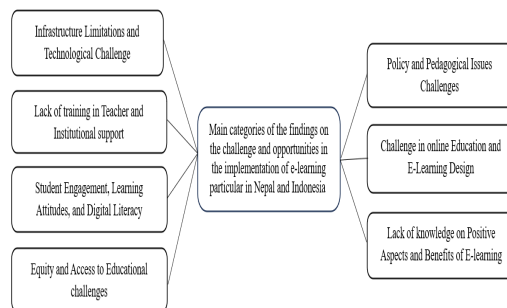 Infrastructure Limitations and
Technological Challenge
Lack of training in Teacher and
Institutional support
Student Engagement, Learning
Attitudes, and Digital Literacy
Equity and Access to Educational
challenges
Main categories of the findings on
the challenge and opportunities in
the implementation of e-learning
particular in Nepal and Indonesia
Policy and Pedagogical Issues
Challenges
Challenge in online Education and
E-Learning Design
Lack of knowledge on Positive
Aspects and Benefits of E-learning